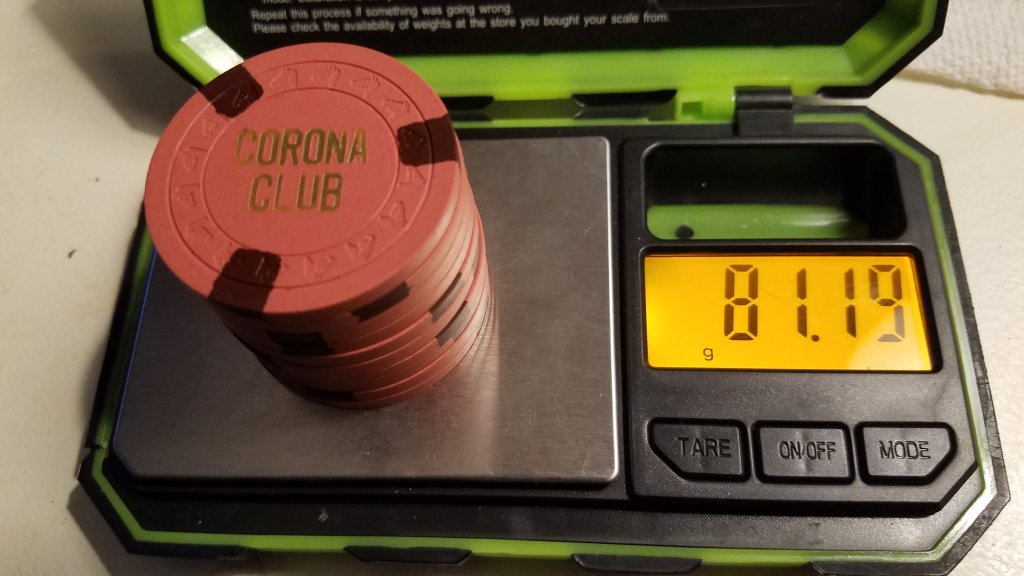 Repeat this process if something was going wrong.
Please check the availability of weights at the store you bought your scale from.
CORONA
CLUB
81.19
g
TARE
ON/OFF
MODE